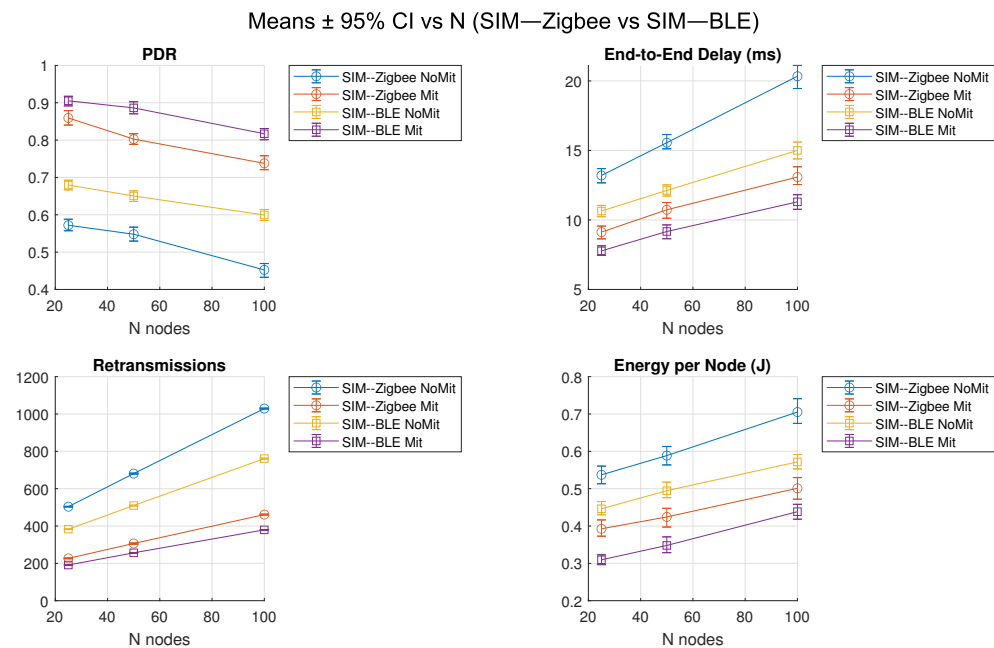 Means ± 95% CI vs N (SIM—Zigbee vs SIM—BLE)
PDR
1
0.9
0.8
0.7
0.6
0.5
0.4
20 40 60 80 100
N nodes
SIM--Zigbee NoMit
SIM--Zigbee Mit
SIM--BLE NoMit
SIM--BLE Mit
End-to-End Delay (ms)
20
15
10
5
20 40 60 80 100
N nodes
SIM--Zigbee NoMit
SIM--Zigbee Mit
SIM--BLE NoMit
SIM--BLE Mit
Retransmissions
1200
1000
800
600
400
200
0
20 40 60 80 100
N nodes
SIM--Zigbee NoMit
SIM--Zigbee Mit
SIM--BLE NoMit
SIM--BLE Mit
Energy per Node (J)
0.8
0.7
0.6
0.5
0.4
0.3
0.2
20 40 60 80 100
N nodes
SIM--Zigbee NoMit
SIM--Zigbee Mit
SIM--BLE NoMit
SIM--BLE Mit